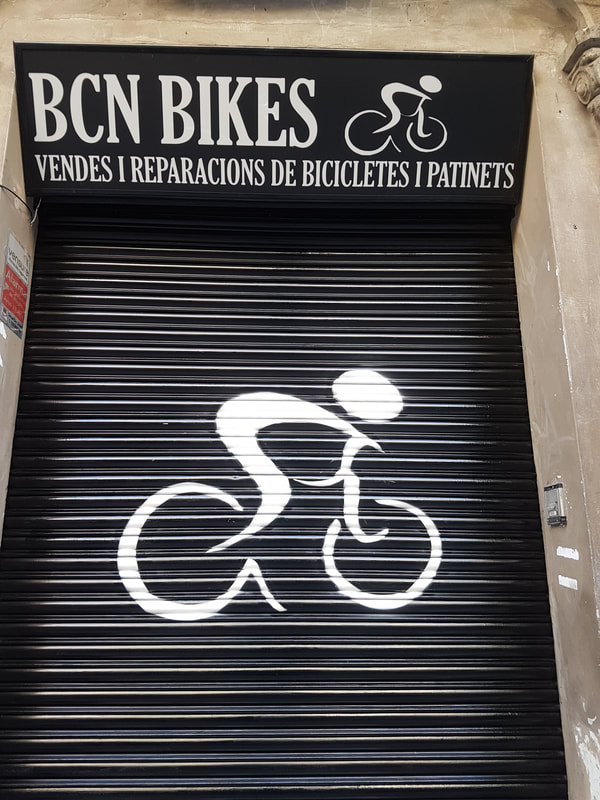 BCN BIKES
VENDES I REPARACIONS DE BICICLETES I PATINETS